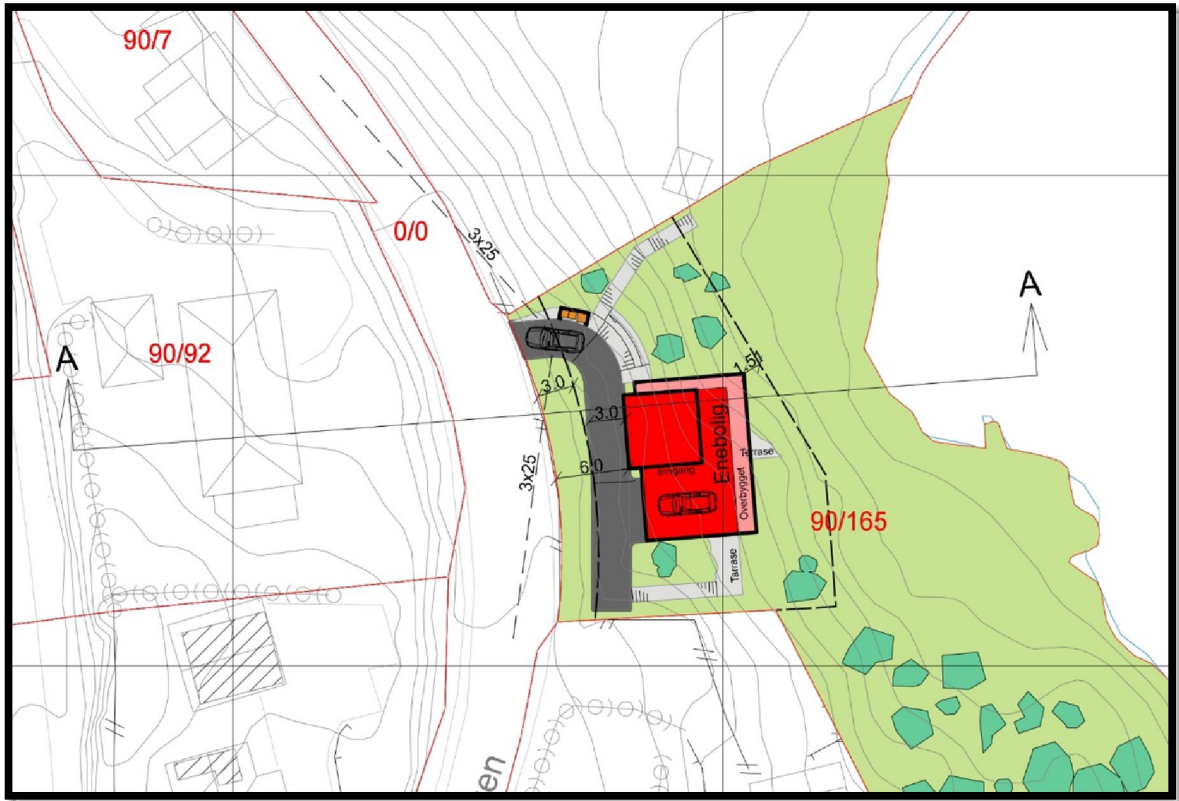 90/7
0/0
3x25
A
90/92
A
1.5
3.0
3.0
Enebolig
Terrase
Inngang
6.0
3x25
Overbygget
90/165
Tarrase
en